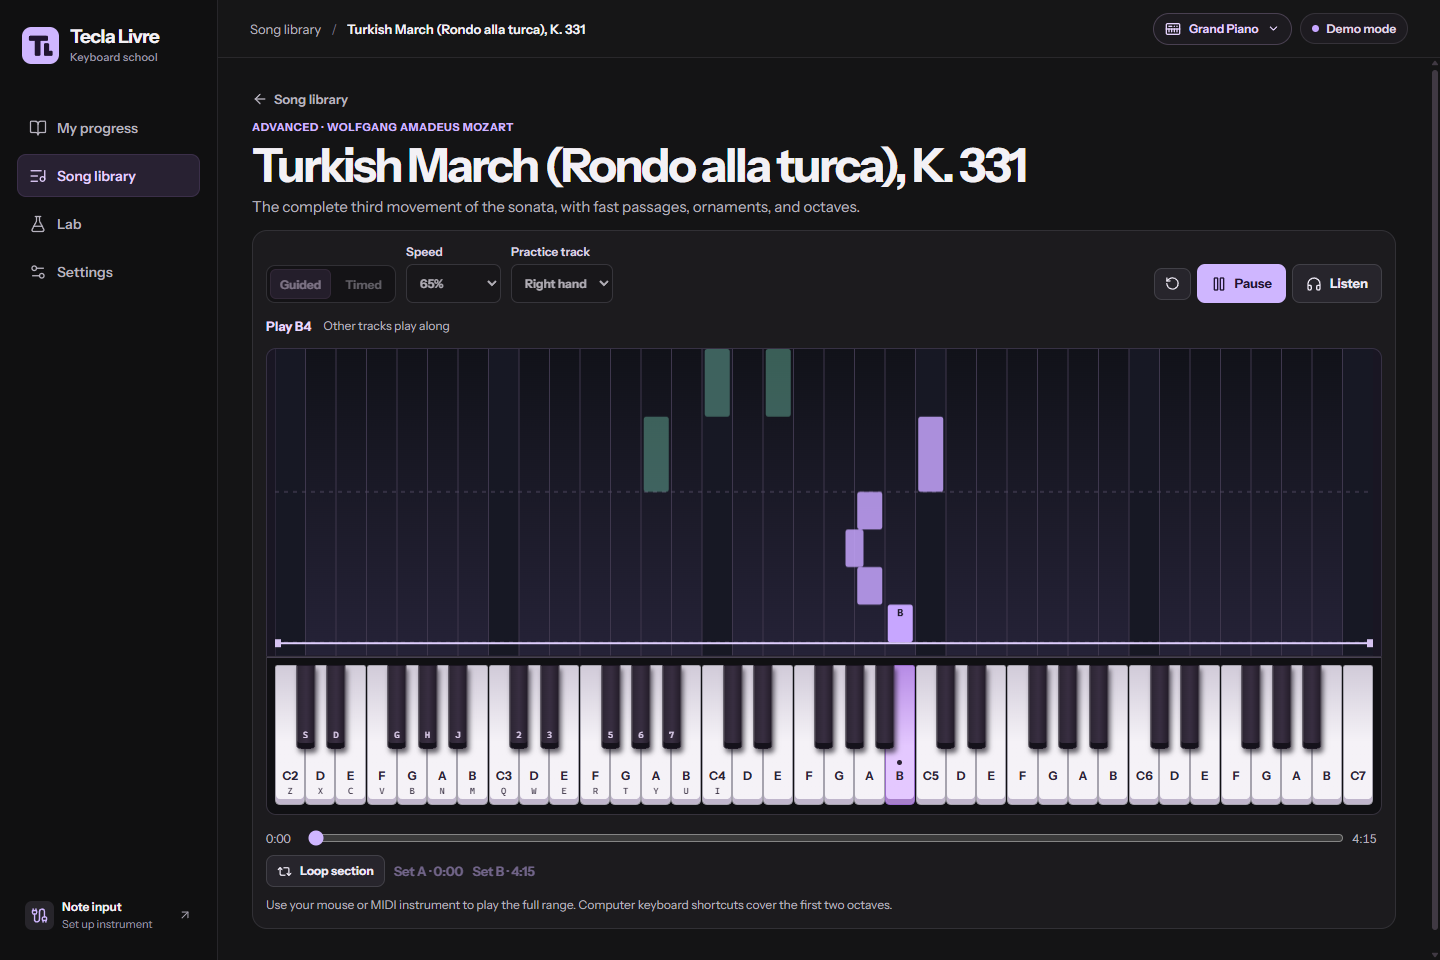 Tecla Livre
Keyboard school
My progress
Song library
Lab
Settings
Note input
Set up instrument
Song library / Turkish March (Rondo alla turca), K. 331
Grand Piano
Demo mode
Song library
ADVANCED · WOLFGANG AMADEUS MOZART
Turkish March (Rondo alla turca), K. 331
The complete third movement of the sonata, with fast passages, ornaments, and octaves.
Speed
Practice track
Guided Timed
65%
Right hand
Pause
Listen
Play B4 Other tracks play along
B
S D G H J 2 3 5 6 7
C2 D E F G A B C3 D E F G A B C4 D E F G A B C5 D E F G A B C6 D E F G A B C7
Z X C V B N M Q W E R T Y U I
0:00 4:15
Loop section Set A · 0:00 Set B · 4:15
Use your mouse or MIDI instrument to play the full range. Computer keyboard shortcuts cover the first two octaves.